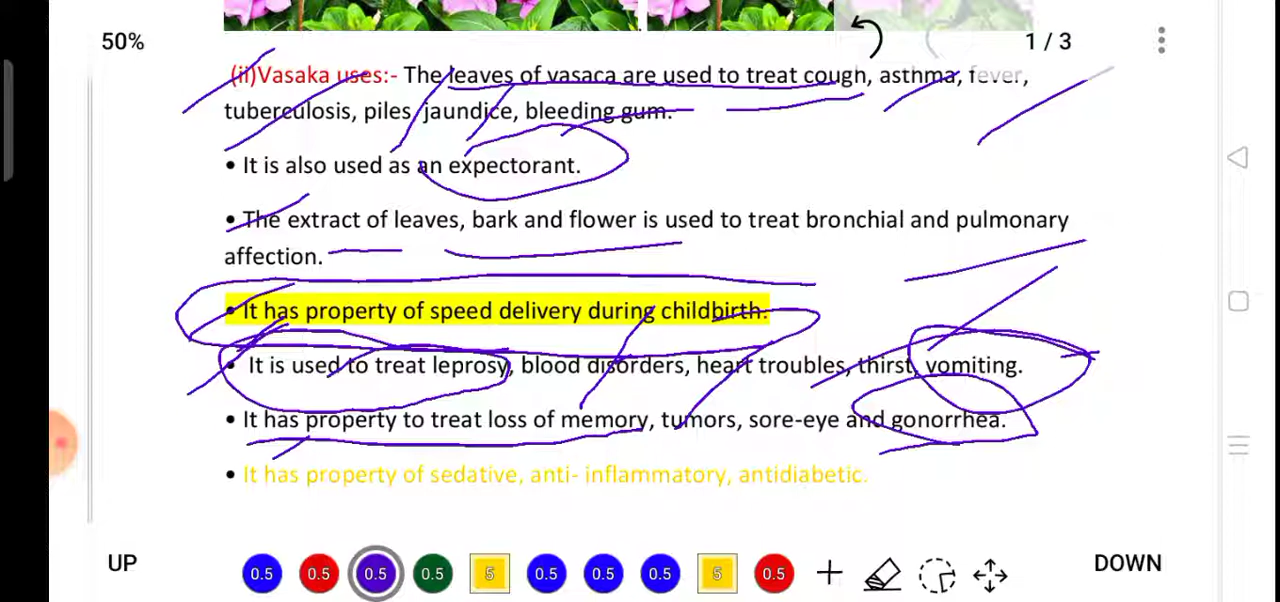 50%
1 / 3
(ii)Vasaka uses:- The leaves of vasaca are used to treat cough, asthma, fever,
tuberculosis, piles, jaundice, bleeding gum.
• It is also used as an expectorant.
• The extract of leaves, bark and flower is used to treat bronchial and pulmonary
affection.
• It has property of speed delivery during childbirth.
• It is used to treat leprosy, blood disorders, heart troubles, thirst, vomiting.
• It has property to treat loss of memory, tumors, sore-eye and gonorrhea.
• It has property of sedative, anti- inflammatory, antidiabetic.
UP
0.5 0.5 0.5 0.5 5 0.5 0.5 0.5 5 0.5
DOWN